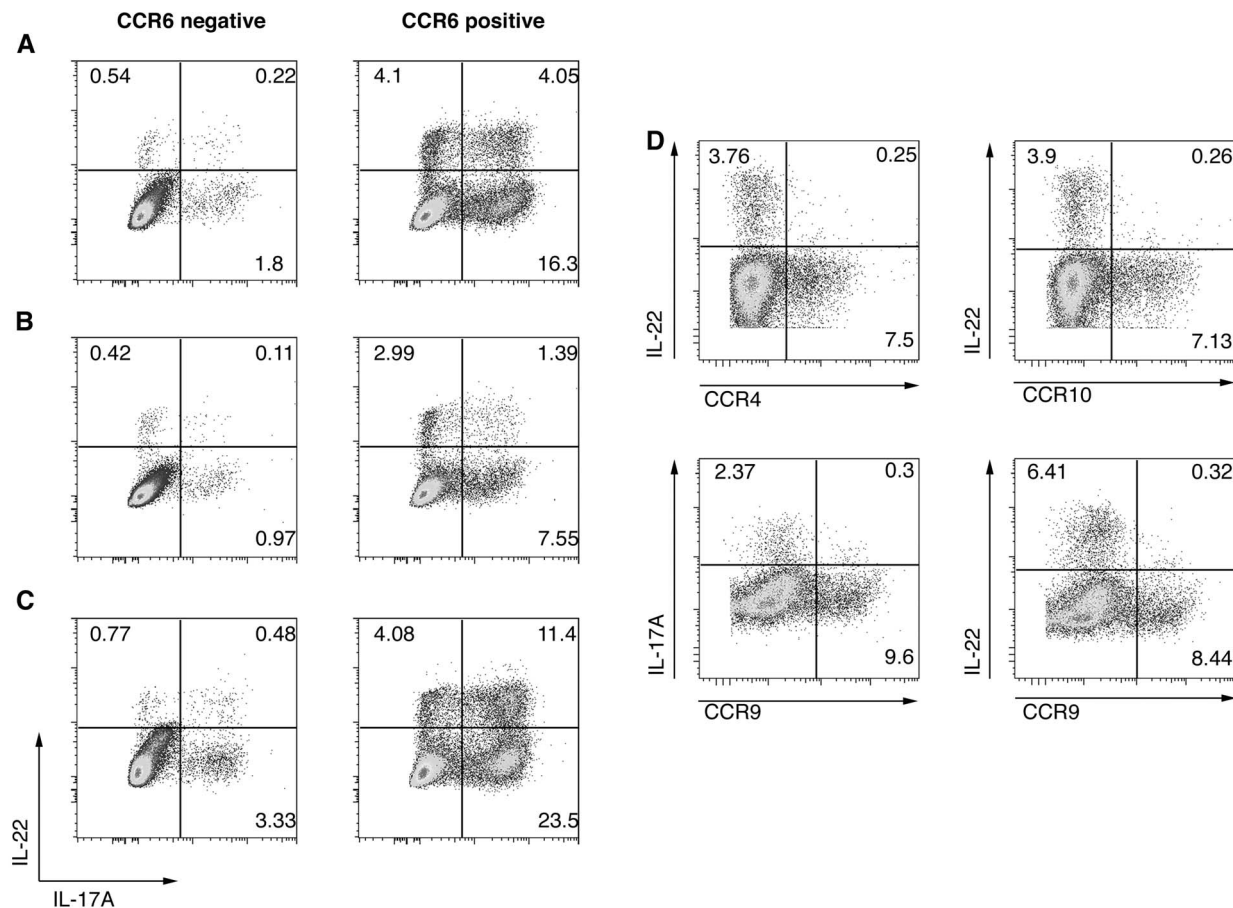 CCR6 negative CCR6 positive
A
0.54 0.22 4.1 4.05
1.8 16.3
B
0.42 0.11 2.99 1.39
0.97 7.55
C
0.77 0.48 4.08 11.4
3.33 23.5
IL-22
IL-17A
D
3.76 0.25 3.9 0.26
7.5 7.13
IL-22 IL-22
CCR4 CCR10
2.37 0.3 6.41 0.32
9.6 8.44
IL-17A IL-22
CCR9 CCR9